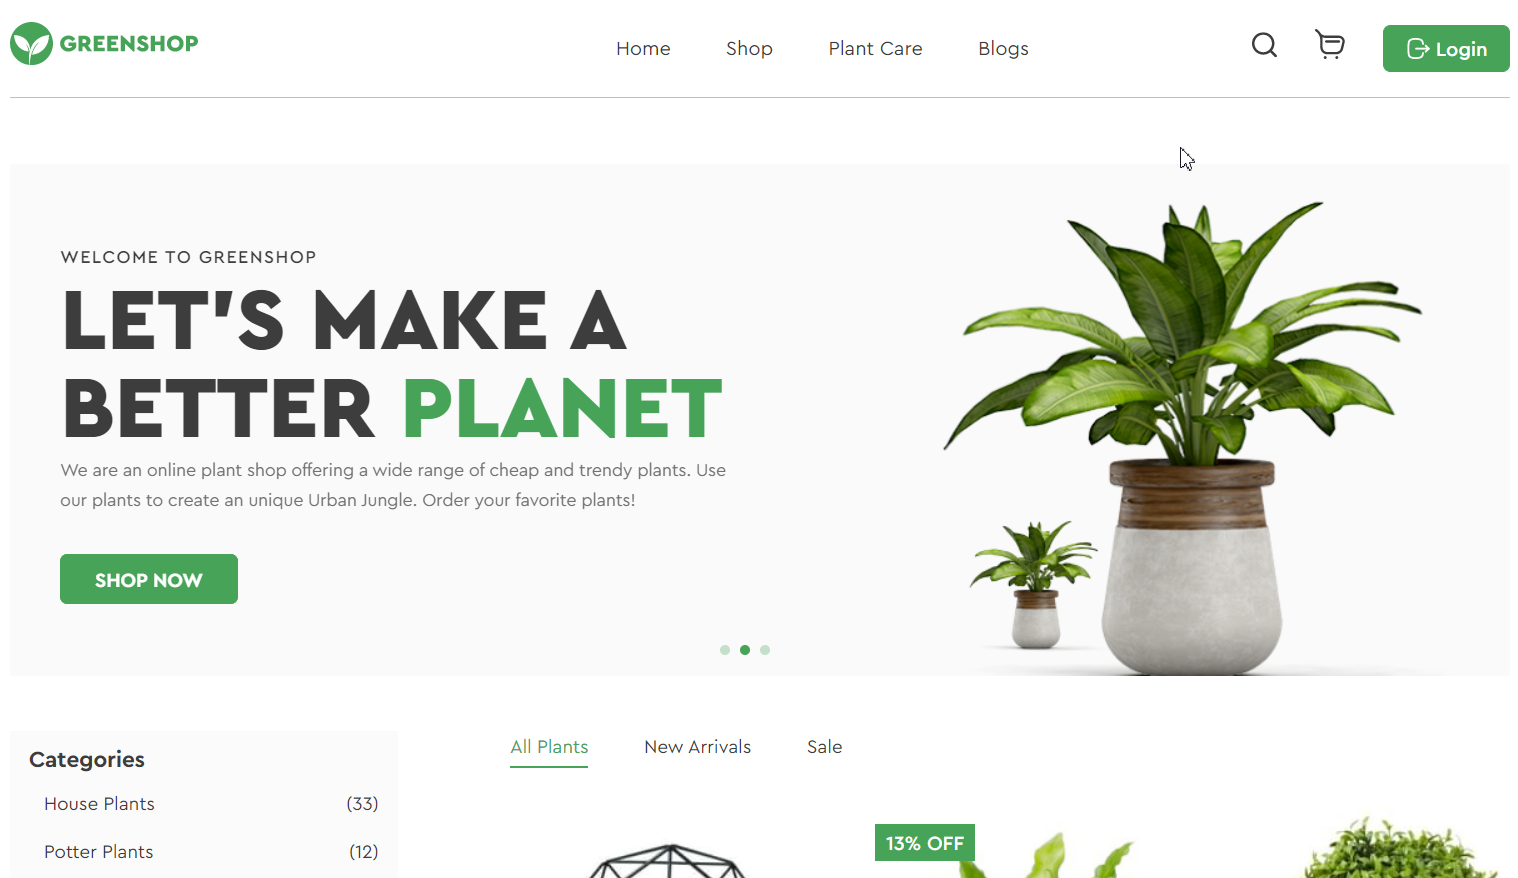 GREENSHOP
Home
Shop
Plant Care
Blogs
Login
WELCOME TO GREENSHOP
LET'S MAKE A
BETTER PLANET
We are an online plant shop offering a wide range of cheap and trendy plants. Use
our plants to create an unique Urban Jungle. Order your favorite plants!
SHOP NOW
Categories
House Plants (33)
Potter Plants (12)
All Plants
New Arrivals
Sale
13% OFF